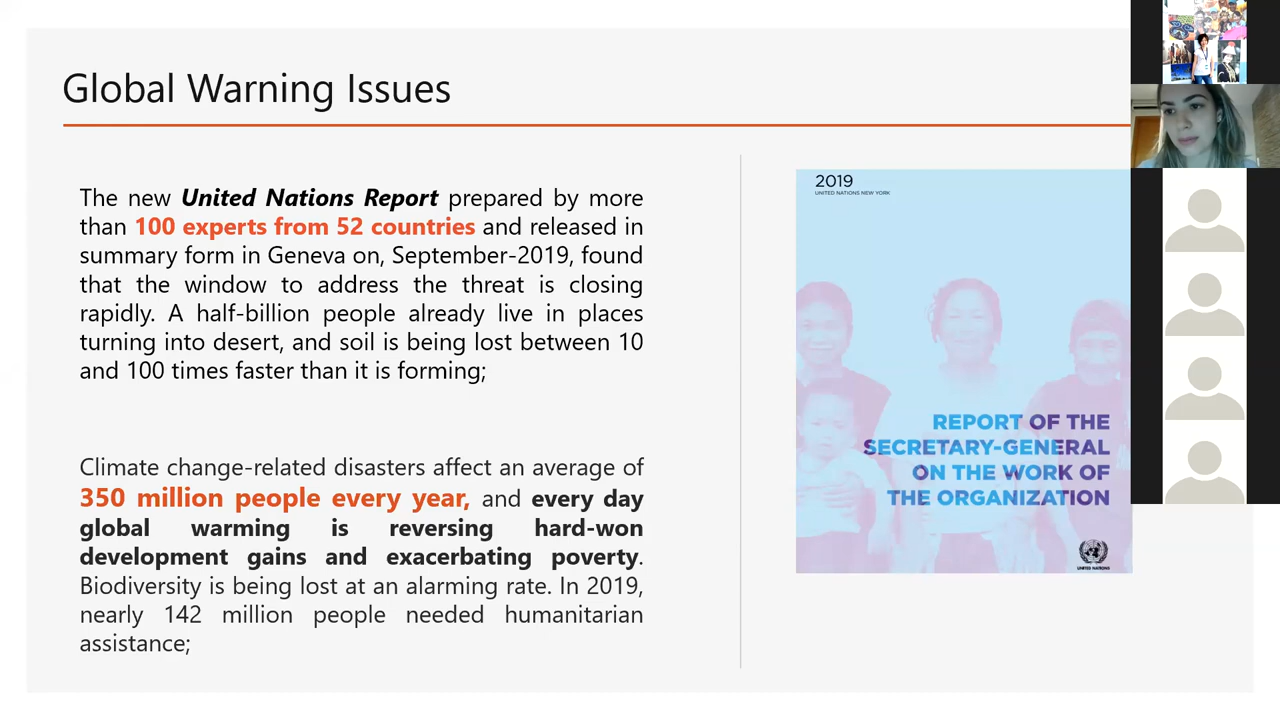 Global Warning Issues
The new United Nations Report prepared by more
than 100 experts from 52 countries and released in
summary form in Geneva on, September-2019, found
that the window to address the threat is closing
rapidly. A half-billion people already live in places
turning into desert, and soil is being lost between 10
and 100 times faster than it is forming;
Climate change-related disasters affect an average of
350 million people every year, and every day
global warming is reversing hard-won
development gains and exacerbating poverty.
Biodiversity is being lost at an alarming rate. In 2019,
nearly 142 million people needed humanitarian
assistance;
2019
UNITED NATIONS NEW YORK
REPORT OF THE
SECRETARY-GENERAL
ON THE WORK OF
THE ORGANIZATION
UNITED NATIONS